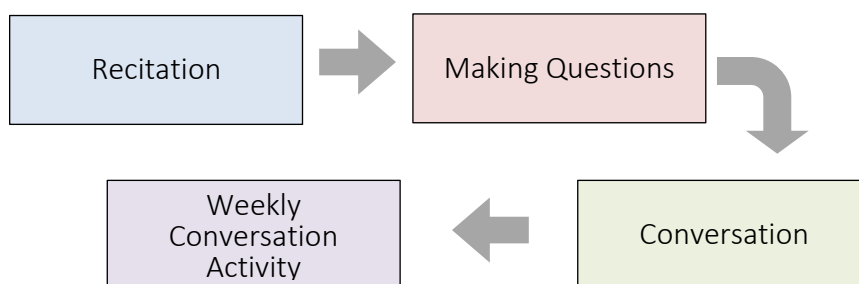 Recitation
Making Questions
Conversation
Weekly
Conversation
Activity